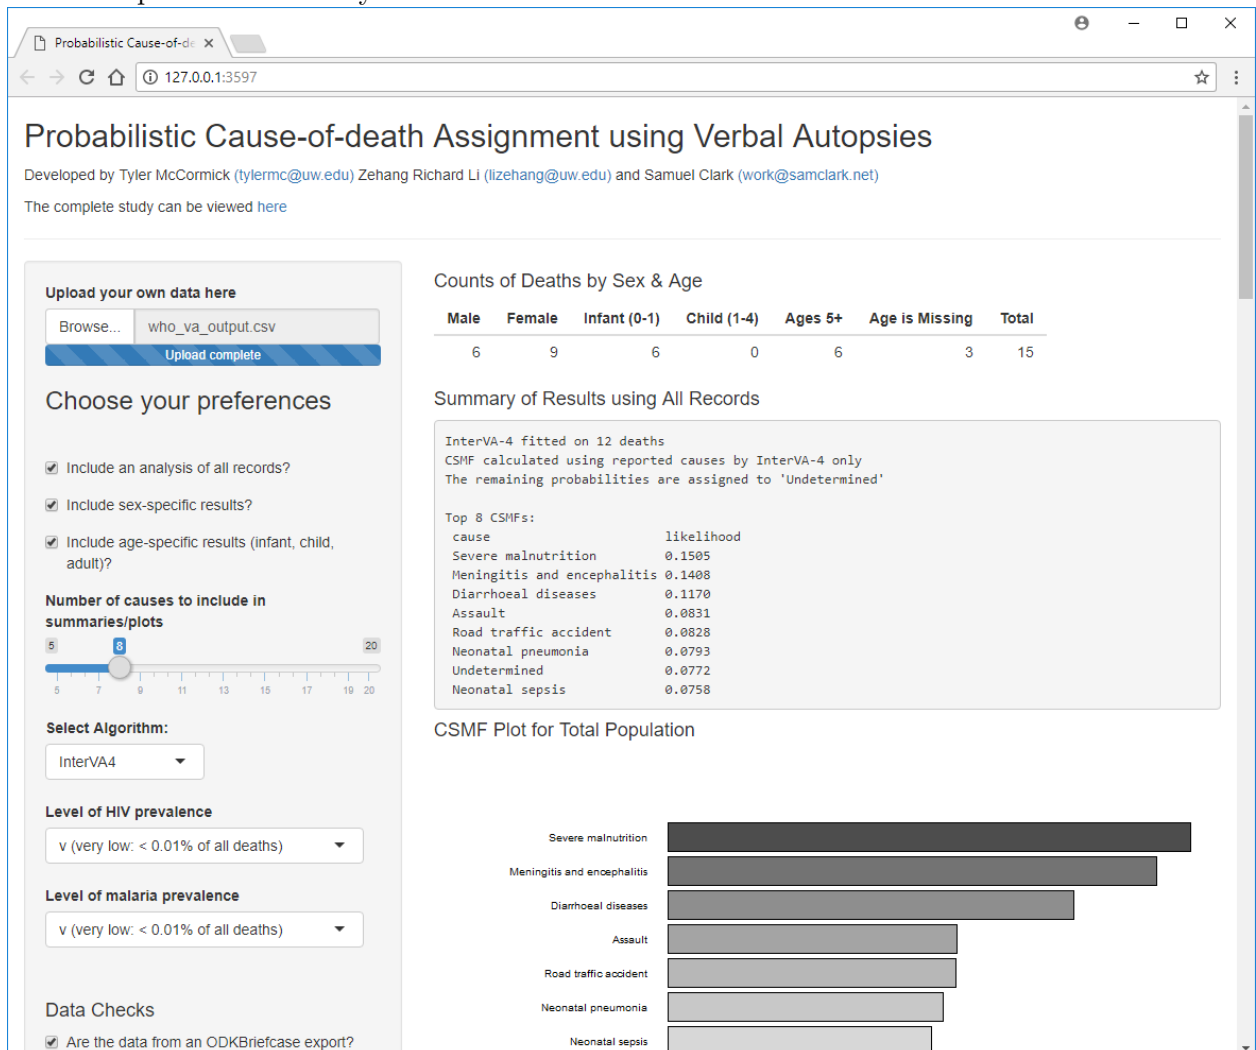 Probabilistic Cause-of-de
127.0.0.1:3597
Probabilistic Cause-of-death Assignment using Verbal Autopsies
Developed by Tyler McCormick (tylermc@uw.edu) Zehang Richard Li (lizehang@uw.edu) and Samuel Clark (work@samclark.net)
The complete study can be viewed here
Upload your own data here
Browse... who_va_output.csv
Upload complete
Choose your preferences
Include an analysis of all records?
Include sex-specific results?
Include age-specific results (infant, child,
adult)?
Number of causes to include in
summaries/plots
5 8 20
5 7 9 11 13 15 17 19 20
Select Algorithm:
InterVA4
Level of HIV prevalence
v (very low: < 0.01% of all deaths)
Level of malaria prevalence
v (very low: < 0.01% of all deaths)
Data Checks
Are the data from an ODKBriefcase export?
Counts of Deaths by Sex & Age
Male Female Infant (0-1) Child (1-4) Ages 5+ Age is Missing Total
6 9 6 0 6 3 15
Summary of Results using All Records
InterVA-4 fitted on 12 deaths
CSMF calculated using reported causes by InterVA-4 only
The remaining probabilities are assigned to 'Undetermined'
Top 8 CSMFs:
cause likelihood
Severe malnutrition 0.1505
Meningitis and encephalitis 0.1408
Diarrhoeal diseases 0.1170
Assault 0.0831
Road traffic accident 0.0828
Neonatal pneumonia 0.0793
Undetermined 0.0772
Neonatal sepsis 0.0758
CSMF Plot for Total Population
Severe malnutrition
Meningitis and encephalitis
Diarrhoeal diseases
Assault
Road traffic accident
Neonatal pneumonia
Neonatal sepsis